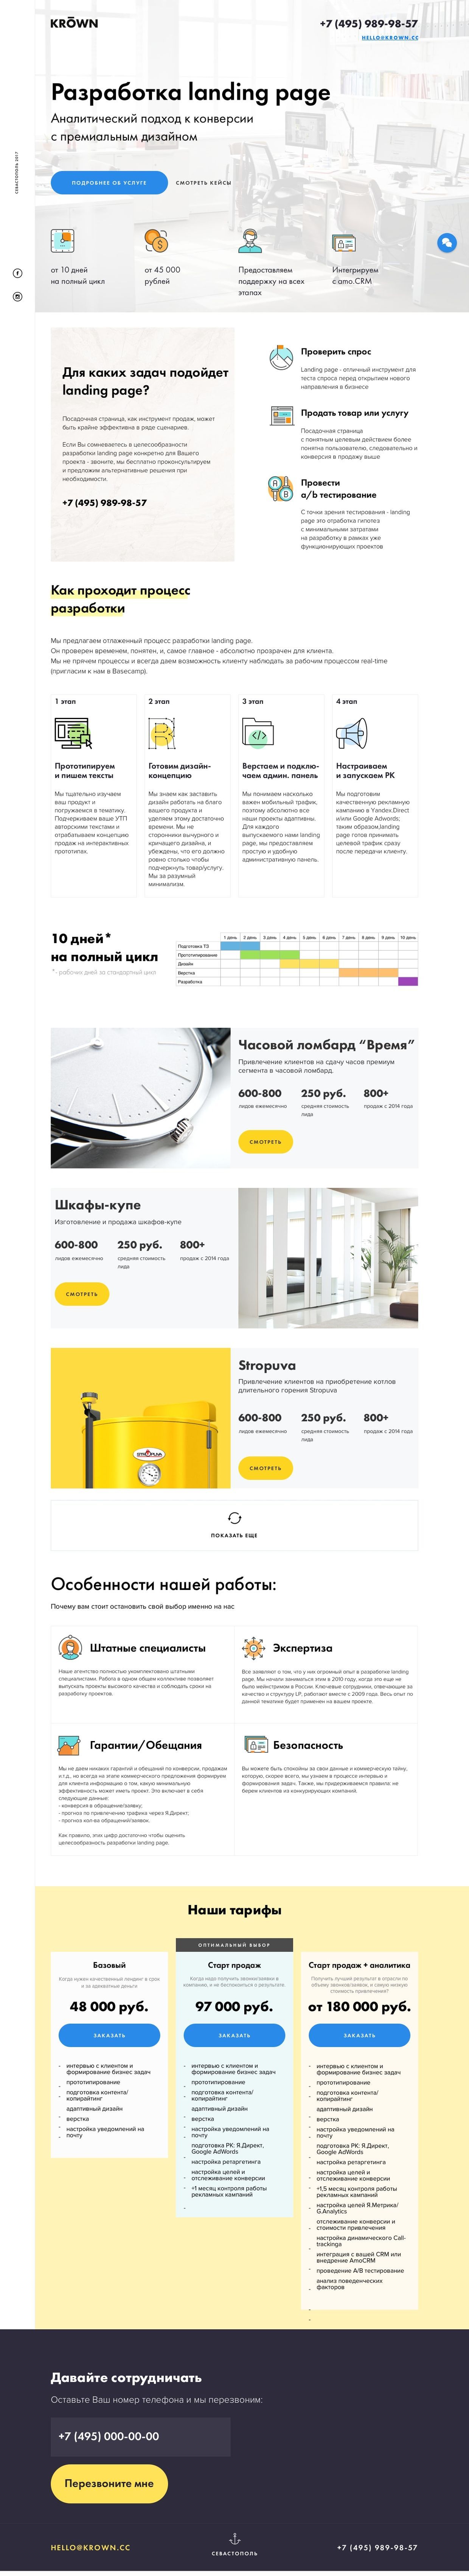 KRŌWN
+7 (495) 989-98-57
HELLO@KROWN.CC
Разработка landing page
Аналитический подход к конверсии
с премиальным дизайном
СЕВАСТОПОЛЬ 2017
ПОДРОБНЕЕ ОБ УСЛУГЕ
СМОТРЕТЬ КЕЙСЫ
от 10 дней
на полный цикл
от 45 000
рублей
Предоставляем
поддержку на всех
этапах
Интегрируем
с amo.CRM
Для каких задач подойдет
landing page?
Посадочная страница, как инструмент продаж, может
быть крайне эффективна в ряде сценариев.
Если Вы сомневаетесь в целесообразности
разработки landing page конкретно для Вашего
проекта - звоните, мы бесплатно проконсультируем
и предложим альтернативные решения при
необходимости.
+7 (495) 989-98-57
Проверить спрос
Landing page - отличный инструмент для
теста спроса перед открытием нового
направления в бизнесе
Продать товар или услугу
Посадочная страница
с понятным целевым действием более
понятна пользователю, следовательно и
конверсия в продажу выше
Провести
a/b тестирование
С точки зрения тестирования - landing
page это отработка гипотез
с минимальными затратами
на разработку в рамках уже
функционирующих проектов
Как проходит процесс
разработки
Мы предлагаем отлаженный процесс разработки landing page.
Он проверен временем, понятен, и, самое главное - абсолютно прозрачен для клиента.
Мы не прячем процессы и всегда даем возможность клиенту наблюдать за рабочим процессом real-time
(пригласим к нам в Basecamp).
1 этап
Прототипируем
и пишем тексты
Мы тщательно изучаем
ваш продукт и
погружаемся в тематику.
Подчеркиваем ваше УТП
авторскими текстами и
отрабатываем концепцию
продаж на интерактивных
прототипах.
2 этап
Готовим дизайн-
концепцию
Мы знаем как заставить
дизайн работать на благо
вашего продукта и
уделяем этому достаточно
времени. Мы не
сторонники вычурного и
кричащего дизайна, и
убеждены, что его должно
ровно столько чтобы
подчеркнуть товар/услугу.
Мы за разумный
минимализм.
3 этап
Верстаем и подклю-
чаем админ. панель
Мы понимаем насколько
важен мобильный трафик,
поэтому абсолютно все
наши проекты адаптивны.
Для каждого
выпускаемого нами landing
page, мы предоставляем
простую и удобную
административную панель.
4 этап
Настраиваем
и запускаем РК
Мы подготовим
качественную рекламную
кампанию в Yandex.Direct
и\или Google Adwords;
таким образом,landing
page готов принимать
целевой трафик сразу
после передачи клиенту.
10 дней*
на полный цикл
*- рабочих дней за стандартный цикл
1 день 2 день 3 день 4 день 5 день 6 день 7 день 8 день 9 день 10 день
Подготовка ТЗ
Прототипирование
Дизайн
Верстка
Разработка
Часовой ломбард “Время”
Привлечение клиентов на сдачу часов премиум
сегмента в часовой ломбард.
600-800 250 руб. 800+
лидов ежемесячно средняя стоимость продаж с 2014 года
лида
СМОТРЕТЬ
Шкафы-купе
Изготовление и продажа шкафов-купе
600-800 250 руб. 800+
лидов ежемесячно средняя стоимость продаж с 2014 года
лида
СМОТРЕТЬ
STROPUVA
Stropuva
Привлечение клиентов на приобретение котлов
длительного горения Stropuva
600-800 250 руб. 800+
лидов ежемесячно средняя стоимость продаж с 2014 года
лида
СМОТРЕТЬ
ПОКАЗАТЬ ЕЩЕ
Особенности нашей работы:
Почему вам стоит остановить свой выбор именно на нас
Штатные специалисты
Наше агентство полностью укомплектовано штатными
специалистами. Работа в одном общем коллективе позволяет
выпускать проекты высокого качества и соблюдать сроки на
разработку проектов.
Экспертиза
Все заявляют о том, что у них огромный опыт в разработке landing
page. Мы начали заниматься этим в 2010 году, когда это еще не
было мейнстримом в России. Ключевые сотрудники, отвечающие за
качество и структуру LP, работают вместе с 2009 года. Весь опыт по
данной тематике будет применен на вашем проекте.
Гарантии/Обещания
Мы не даем никаких гарантий и обещаний по конверсии, продажам
и.т.д., но всегда на этапе коммерческого предложения формируем
для клиента информацию о том, какую минимальную
эффективность может иметь проект. Это включает в себя
следующие данные:
- конверсия в обращение/заявку;
- прогноз по привлечению трафика через Я.Директ;
- прогноз кол-ва обращений/заявок.
Как правило, этих цифр достаточно чтобы оценить
целесообразность разработки landing page.
Безопасность
Вы можете быть спокойны за свои данные и коммерческую тайну,
которую, скорее всего, мы узнаем в процессе интервью и
формирования задач. Также, мы придерживаемся правила: не
берем клиентов из конкурирующих компаний.
Наши тарифы
Базовый
Когда нужен качественный лендинг в срок
и за адекватные деньги
48 000 руб.
ЗАКАЗАТЬ
- интервью с клиентом и
формирование бизнес задач
- прототипирование
- подготовка контента/
копирайтинг
- адаптивный дизайн
- верстка
- настройка уведомлений на
почту
ОПТИМАЛЬНЫЙ ВЫБОР
Старт продаж
Когда надо получить звонки/заявки в
компанию, и не беспокоиться о результате
97 000 руб.
ЗАКАЗАТЬ
- интервью с клиентом и
формирование бизнес задач
- прототипирование
- подготовка контента/
копирайтинг
- адаптивный дизайн
- верстка
- настройка уведомлений на
почту
- подготовка РК: Я.Директ,
Google AdWords
- настройка ретаргетинга
- настройка целей и
отслеживание конверсии
- +1 месяц контроля работы
рекламных кампаний
Старт продаж + аналитика
Получить лучшее результат в отрасли по
объему звонков/заявок, и самую низкую
стоимость привлечения?
от 180 000 руб.
ЗАКАЗАТЬ
- интервью с клиентом и
формирование бизнес задач
- прототипирование
- подготовка контента/
копирайтинг
- адаптивный дизайн
- верстка
- настройка уведомлений на
почту
- подготовка РК: Я.Директ,
Google AdWords
- настройка ретаргетинга
- настройка целей и
отслеживание конверсии
- +1,5 месяц контроля работы
рекламных кампаний
- настройка целей Я.Метрика/
G.Analytics
- отслеживание конверсии и
стоимости привлечения
- настройка динамического Call-
trackingа
- интеграция с вашей CRM или
внедрение AmoCRM
- проведение A/B тестирование
- анализ поведенческих
факторов
Давайте сотрудничать
Оставьте Ваш номер телефона и мы перезвоним:
+7 (495) 000-00-00
Перезвоните мне
HELLO@KROWN.CC
СЕВАСТОПОЛЬ
+7 (495) 989-98-57